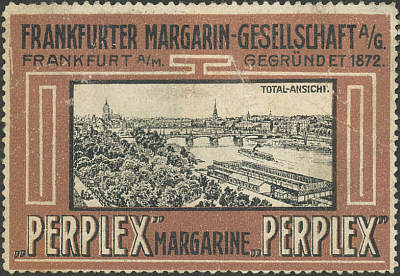 FRANKFURTER MARGARIN-GESELLSCHAFT A/G.
FRANKFURT A/M. GEGRÜNDET 1872.
TOTAL-ANSICHT.
„PERPLEX" MARGARINE „PERPLEX"